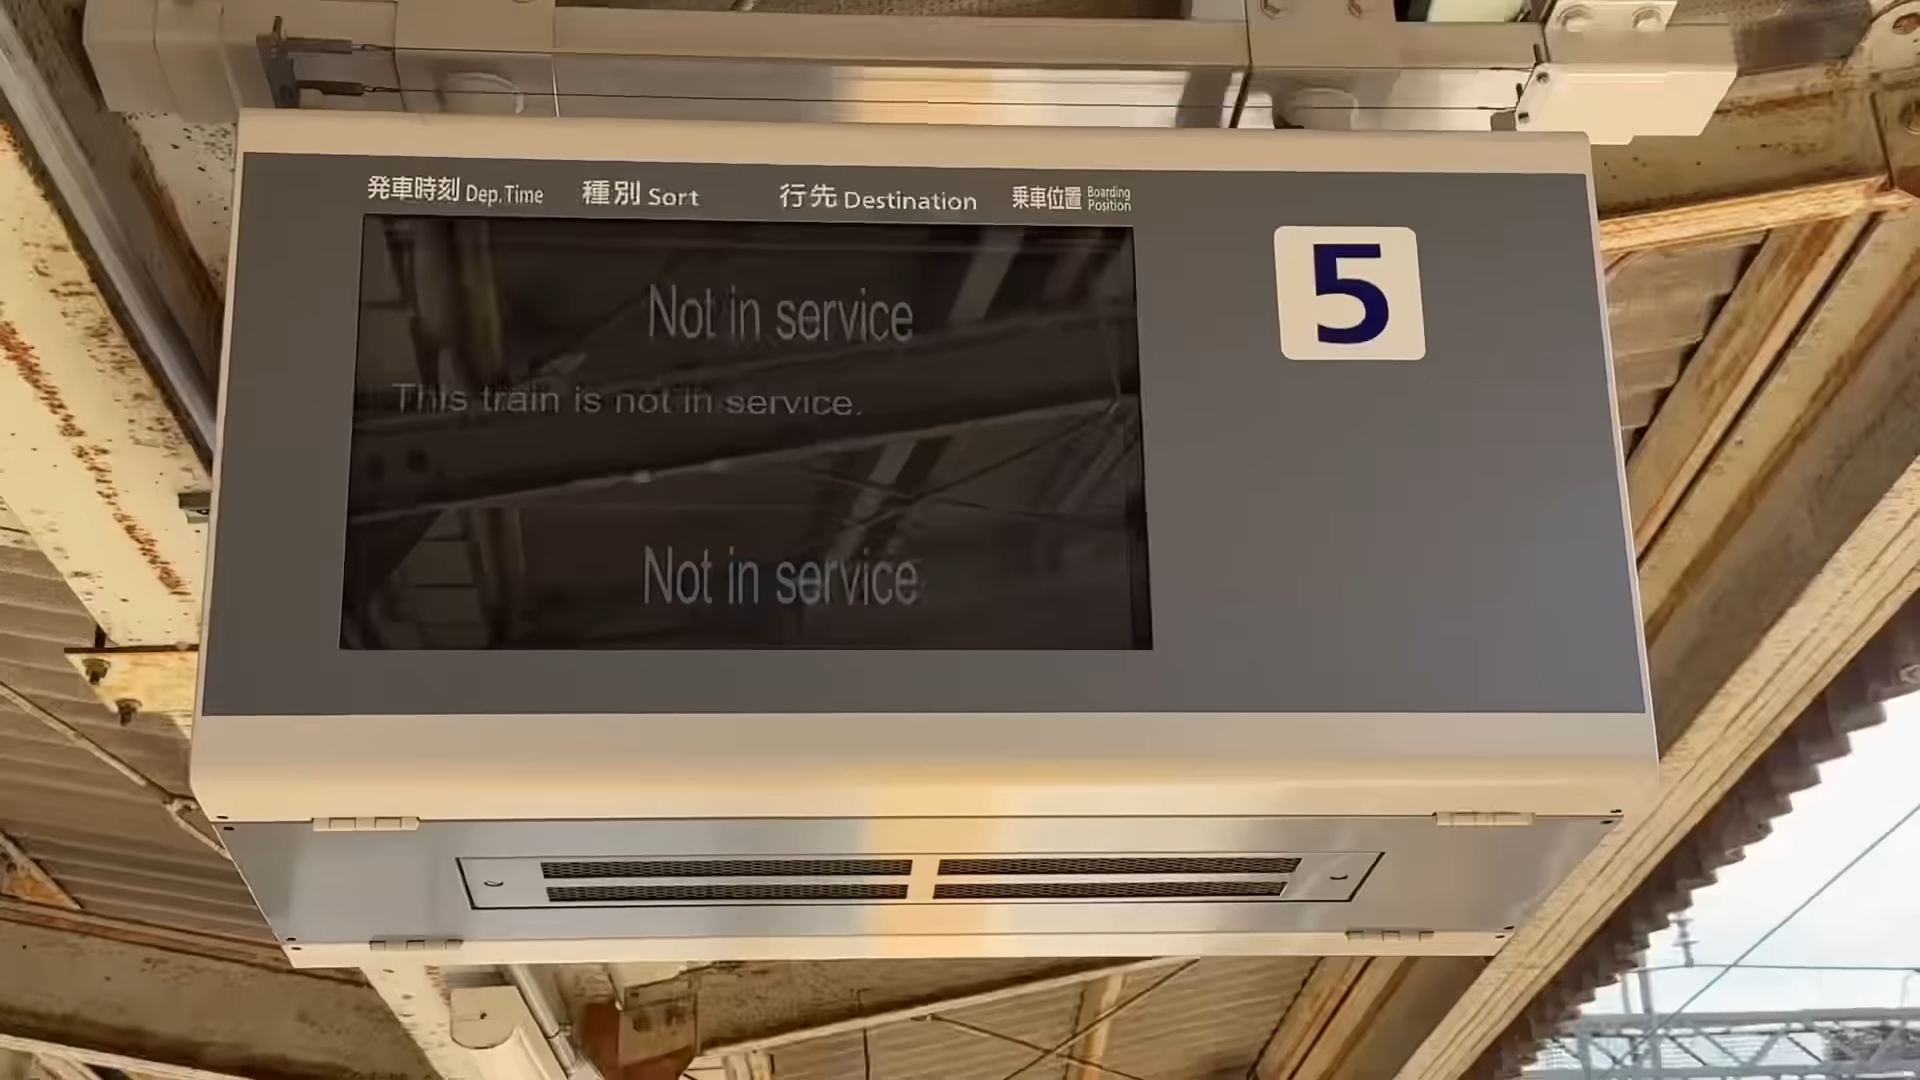 発車時刻 Dep.Time 種別 Sort 行先 Destination 乗車位置 Boarding Position
5
Not in service
This train is not in service.
Not in service